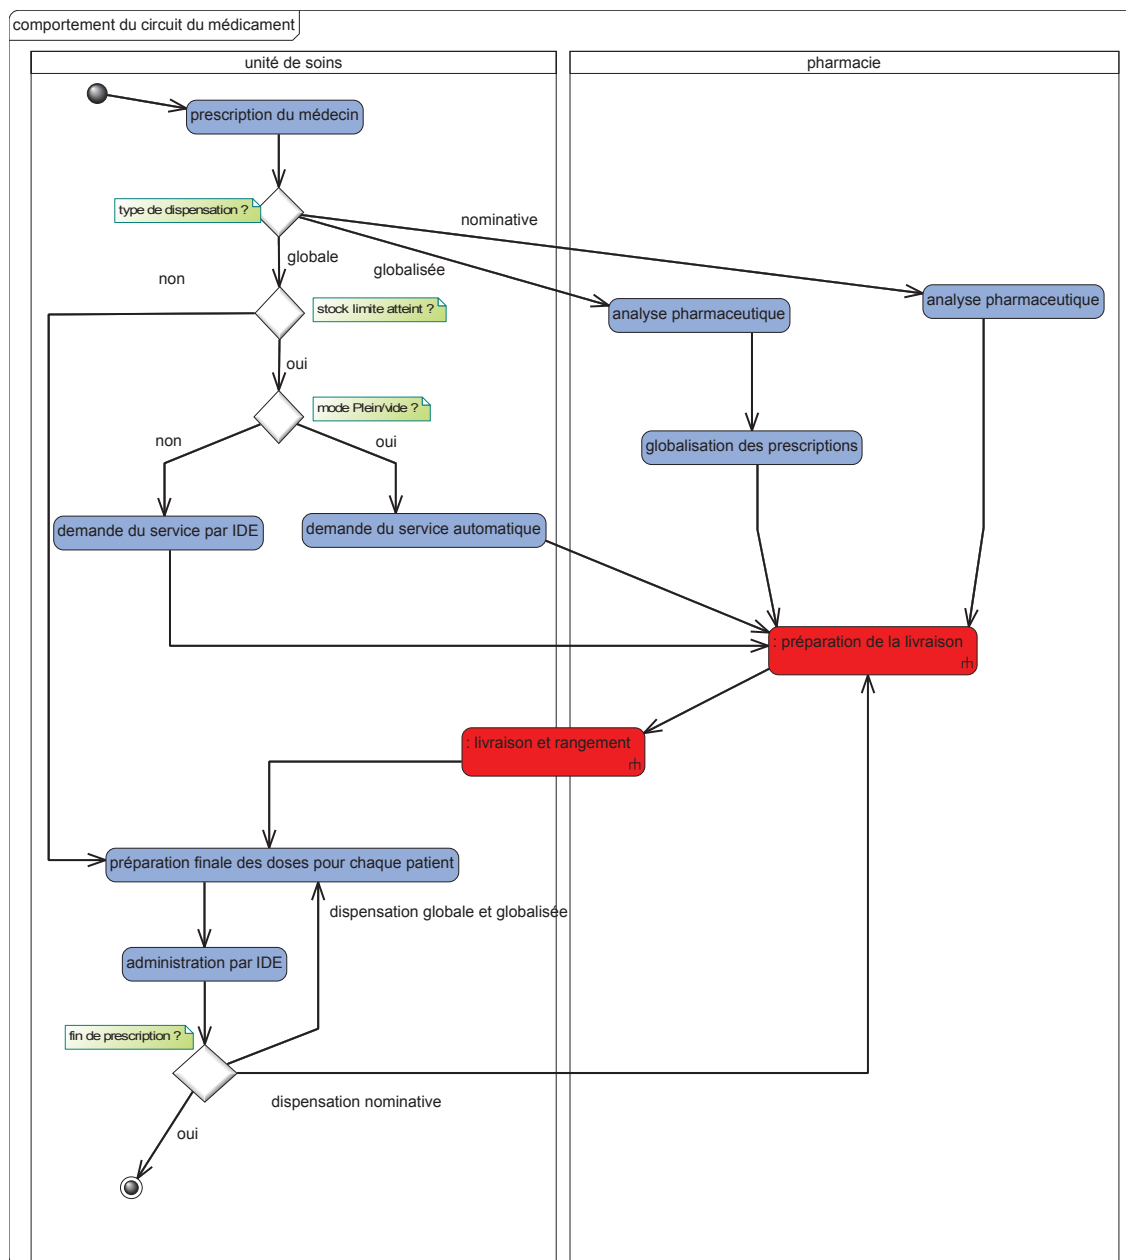 comportement du circuit du médicament
unité de soins
pharmacie
prescription du médecin
type de dispensation ?
nominative
globale
globalisée
non
stock limite atteint ?
analyse pharmaceutique
analyse pharmaceutique
oui
mode Plein/vide ?
non
oui
globalisation des prescriptions
demande du service par IDE
demande du service automatique
: préparation de la livraison
: livraison et rangement
préparation finale des doses pour chaque patient
dispensation globale et globalisée
administration par IDE
fin de prescription ?
dispensation nominative
oui